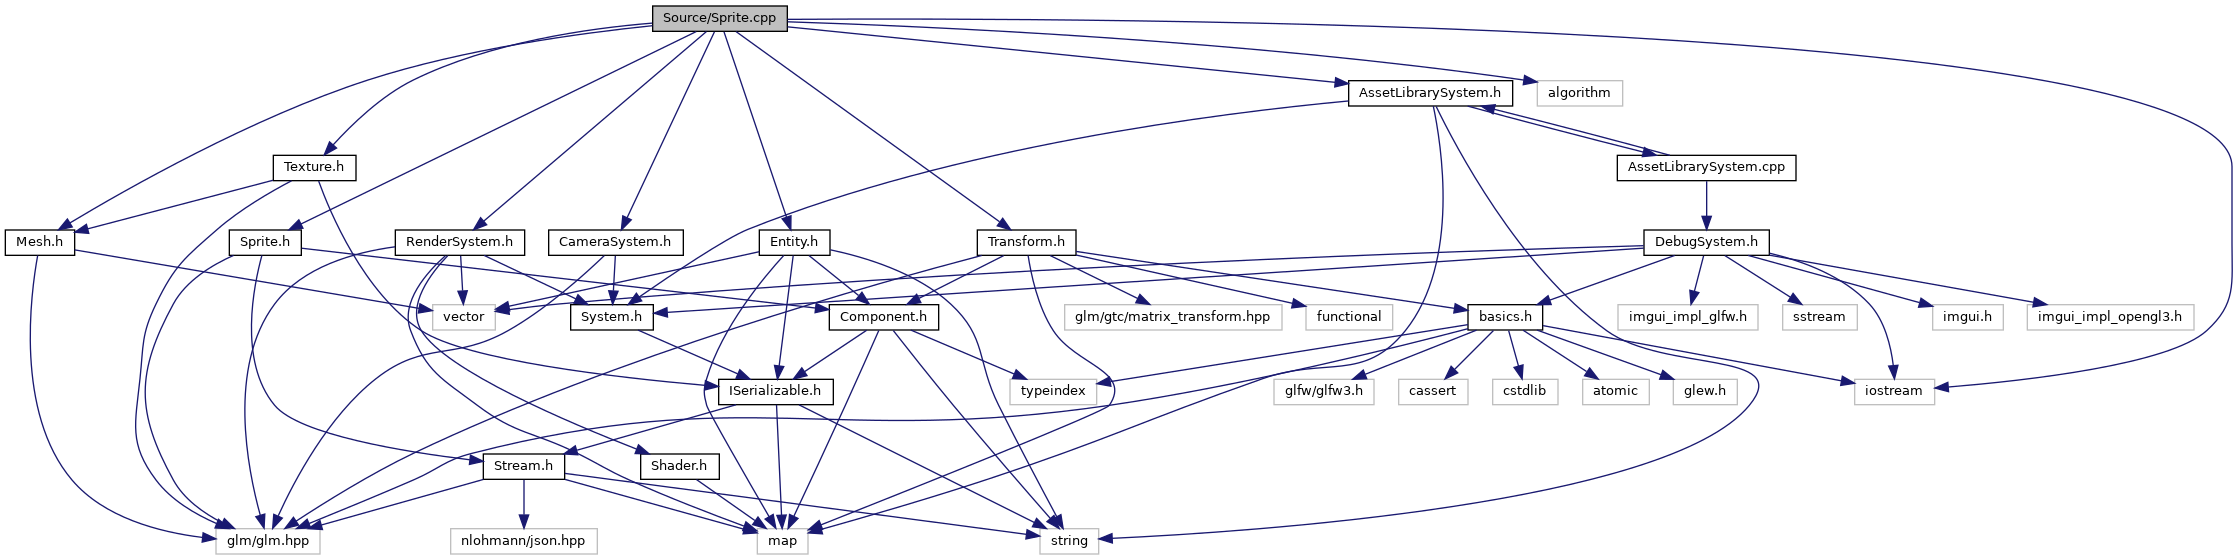 Source/Sprite.cpp
AssetLibrarySystem.h
algorithm
Texture.h
AssetLibrarySystem.cpp
Mesh.h
Sprite.h
RenderSystem.h
CameraSystem.h
Entity.h
Transform.h
DebugSystem.h
vector
System.h
Component.h
glm/gtc/matrix_transform.hpp
functional
basics.h
imgui_impl_glfw.h
sstream
imgui.h
imgui_impl_opengl3.h
ISerializable.h
typeindex
glfw/glfw3.h
cassert
cstdlib
atomic
glew.h
iostream
Stream.h
Shader.h
glm/glm.hpp
nlohmann/json.hpp
map
string